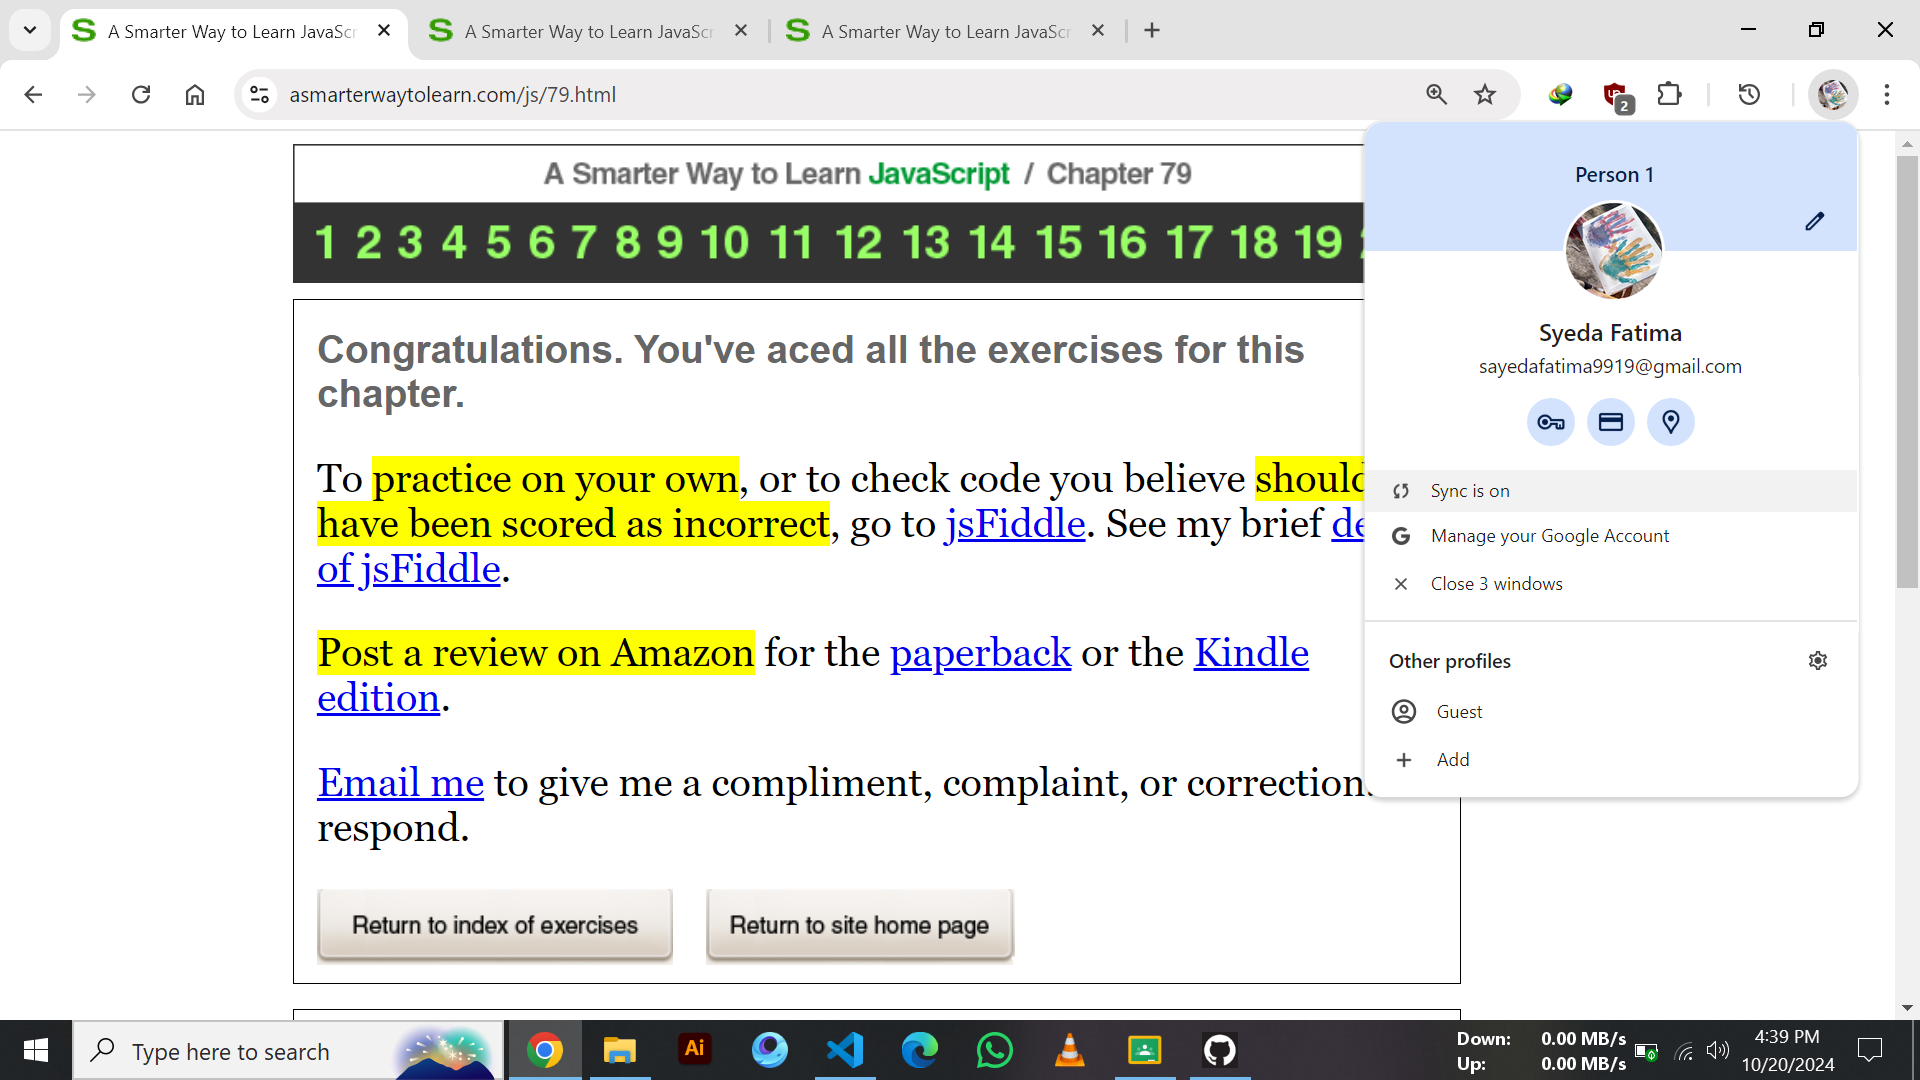 A Smarter Way to Learn JavaScr
A Smarter Way to Learn JavaScr
A Smarter Way to Learn JavaScr
asmarterwaytolearn.com/js/79.html
2
A Smarter Way to Learn JavaScript / Chapter 79
1 2 3 4 5 6 7 8 9 10 11 12 13 14 15 16 17 18 19
Congratulations. You've aced all the exercises for this
chapter.
To practice on your own, or to check code you believe should
have been scored as incorrect, go to jsFiddle. See my brief de
of jsFiddle.
Post a review on Amazon for the paperback or the Kindle
edition.
Email me to give me a compliment, complaint, or correction.
respond.
Return to index of exercises
Return to site home page
Person 1
Syeda Fatima
sayedafatima9919@gmail.com
Sync is on
Manage your Google Account
Close 3 windows
Other profiles
Guest
Add
Type here to search
Ai
Down: 0.00 MB/s
Up: 0.00 MB/s
4:39 PM
10/20/2024